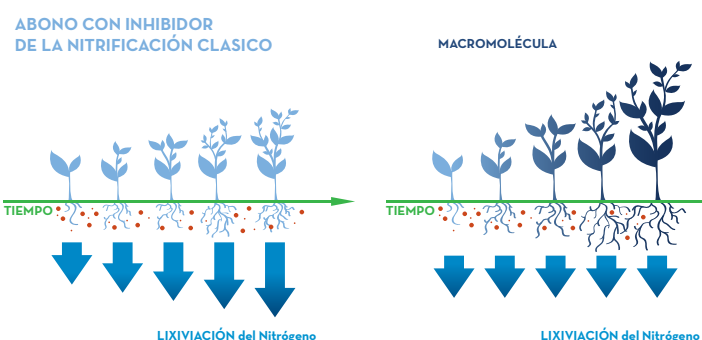 ABONO CON INHIBIDOR
DE LA NITRIFICACIÓN CLASICO
MACROMOLÉCULA
TIEMPO
TIEMPO
LIXIVIACIÓN del Nitrógeno
LIXIVIACIÓN del Nitrógeno